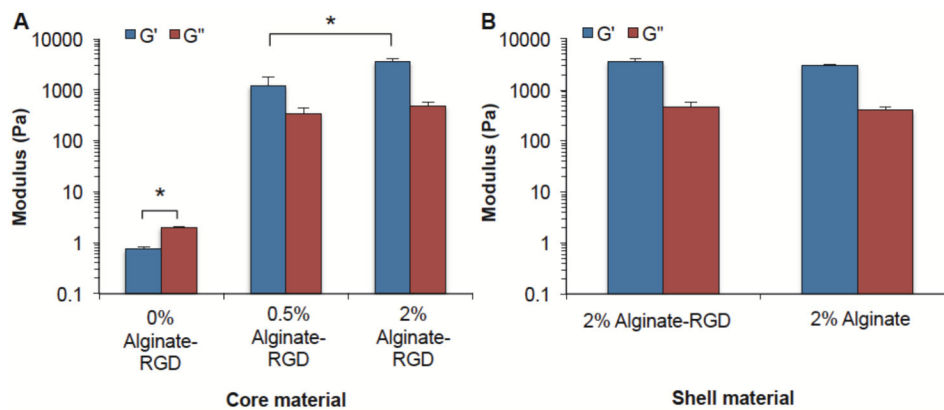 A
G' G"
*
10000
1000
100
10
1
0.1
Modulus (Pa)
*
0%
Alginate-
RGD
0.5%
Alginate-
RGD
2%
Alginate-
RGD
Core material
B
G' G"
10000
1000
100
10
1
0.1
Modulus (Pa)
2% Alginate-RGD
2% Alginate
Shell material